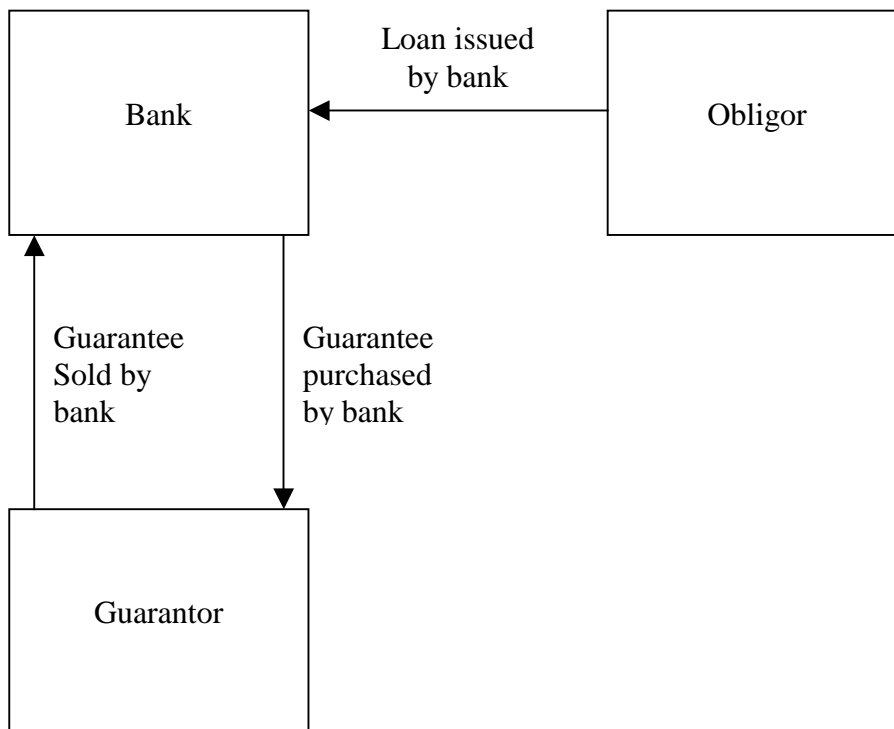 Loan issued
by bank
Bank
Obligor
Guarantee
Sold by
bank
Guarantee
purchased
by bank
Guarantor